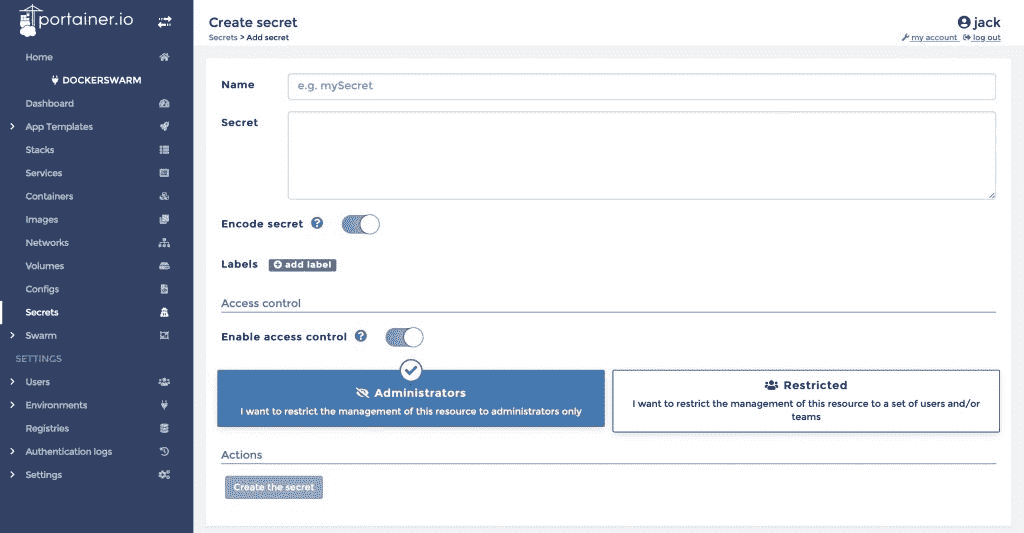 portainer.io
Home
DOCKERSWARM
Dashboard
App Templates
Stacks
Services
Containers
Images
Networks
Volumes
Configs
Secrets
Swarm
SETTINGS
Users
Environments
Registries
Authentication logs
Settings
Create secret
Secrets > Add secret
jack
my account log out
Name e.g. mySecret
Secret
Encode secret
Labels add label
Access control
Enable access control
Administrators
I want to restrict the management of this resource to administrators only
Restricted
I want to restrict the management of this resource to a set of users and/or
teams
Actions
Create the secret